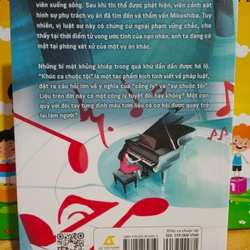 viên xuống sông. Sau khi thi thể được phát hiện, viên cảnh
sát hình sự phụ trách vụ án đã tìm đến và thẩm vấn Mikoshiba. Tuy
nhiên, vị luật sư này có chứng cứ ngoại phạm vững chắc, cho
thấy tại thời điểm tử vong ước tính của nạn nhân, anh ta đang có
mặt tại phòng xét xử của một vụ án khác.
Những bí mật khủng khiếp trong quá khứ dần dần được hé lộ.
"Khúc ca chuộc tội" là một tác phẩm kích tính viết về pháp luật,
đặt ra câu hỏi lớn về ý nghĩa của "công lý" và "sự chuộc tội".
Liệu trên đời này có một công lý tuyệt đối hay không? Một con
quỷ với đôi tay từng dính máu tươi liệu có cơ hội được quay trở
lại làm người?
Khúc ca chuộc tội